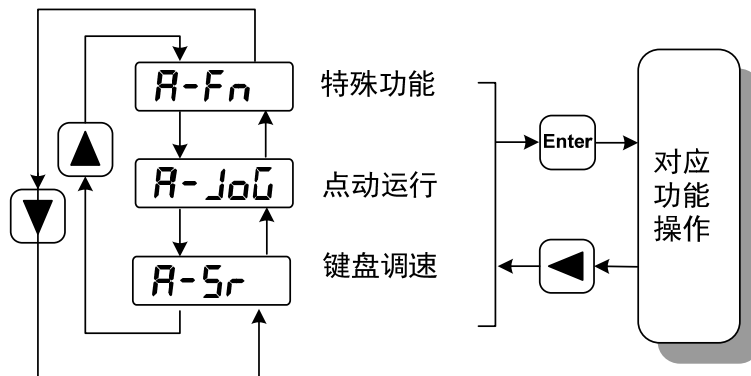 A-Fn 特殊功能
A-JoG 点动运行
A-Sr 键盘调速
Enter
对应
功能
操作